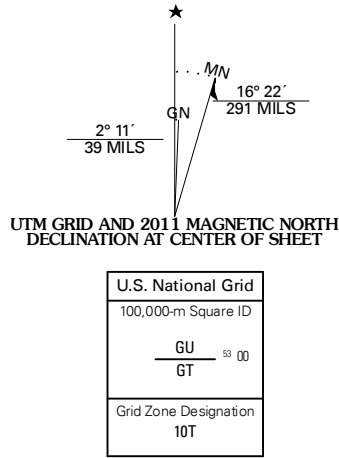 ★
MN
16° 22´
291 MILS
GN
2° 11´
39 MILS
UTM GRID AND 2011 MAGNETIC NORTH
DECLINATION AT CENTER OF SHEET
U.S. National Grid
100,000-m Square ID
GU
53 00
GT
Grid Zone Designation
10T